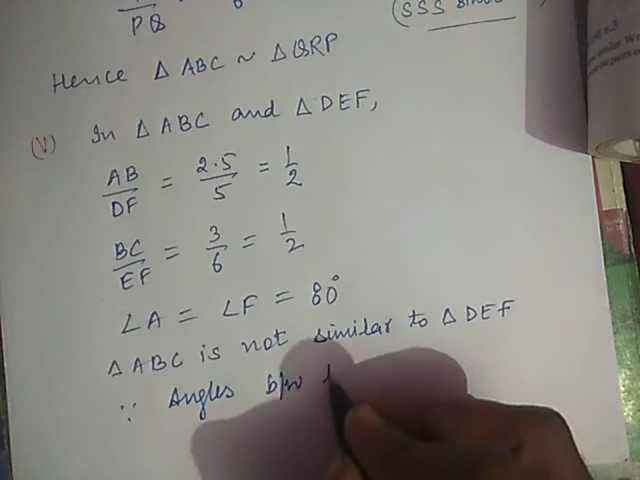 PQ
(SSS
Hence Δ ABC ~ Δ QRP
(V) In Δ ABC and Δ DEF,
AB/DF = 2.5/5 = 1/2
BC/EF = 3/6 = 1/2
∠A = ∠F = 80°
Δ ABC is not similar to Δ DEF
∵ Angles b/w